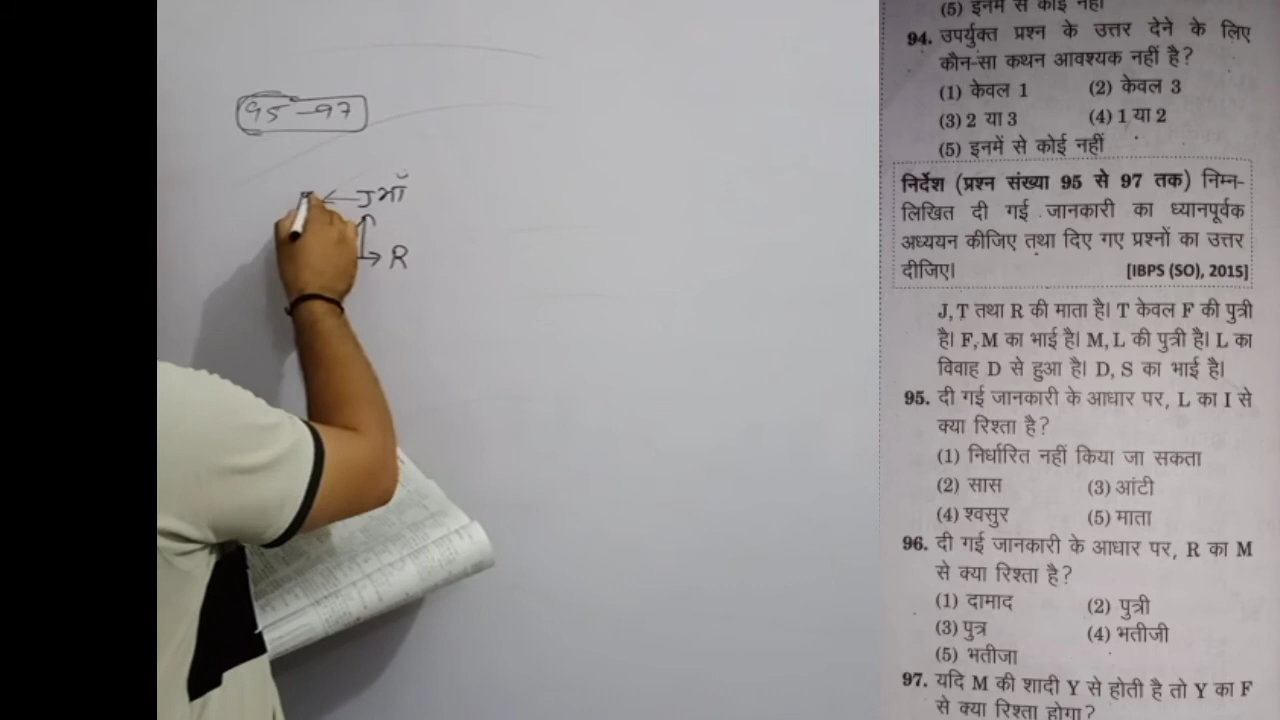 95-97
J माँ
R
(5) इनमें से कोई नहीं
94. उपर्युक्त प्रश्न के उत्तर देने के लिए
कौन-सा कथन आवश्यक नहीं है?
(1) केवल 1 (2) केवल 3
(3) 2 या 3 (4) 1 या 2
(5) इनमें से कोई नहीं
निर्देश (प्रश्न संख्या 95 से 97 तक) निम्न-
लिखित दी गई जानकारी का ध्यानपूर्वक
अध्ययन कीजिए तथा दिए गए प्रश्नों का उत्तर
दीजिए। [IBPS (SO), 2015]
J, T तथा R की माता है। T केवल F की पुत्री
है। F, M का भाई है। M, L की पुत्री है। L का
विवाह D से हुआ है। D, S का भाई है।
95. दी गई जानकारी के आधार पर, L का I से
क्या रिश्ता है?
(1) निर्धारित नहीं किया जा सकता
(2) सास (3) आंटी
(4) श्वसुर (5) माता
96. दी गई जानकारी के आधार पर, R का M
से क्या रिश्ता है?
(1) दामाद (2) पुत्री
(3) पुत्र (4) भतीजी
(5) भतीजा
97. यदि M की शादी Y से होती है तो Y का F
से क्या रिश्ता होगा?